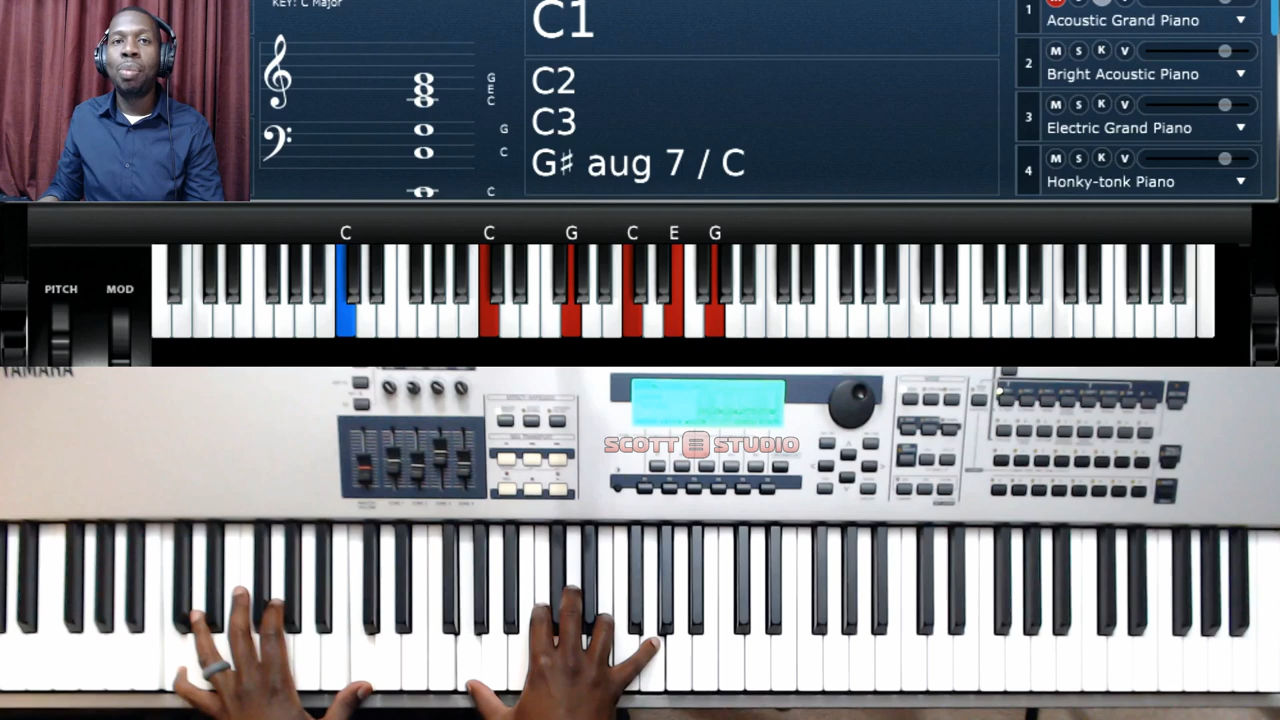 KEY: C Major
C1
C2
C3
G♯ aug 7 / C
G
E
C
G
C
C
1 M S K V
Acoustic Grand Piano
2 M S K V
Bright Acoustic Piano
3 M S K V
Electric Grand Piano
4 M S K V
Honky-tonk Piano
C C G C E G
PITCH MOD
YAMAHA
SCOTT STUDIO